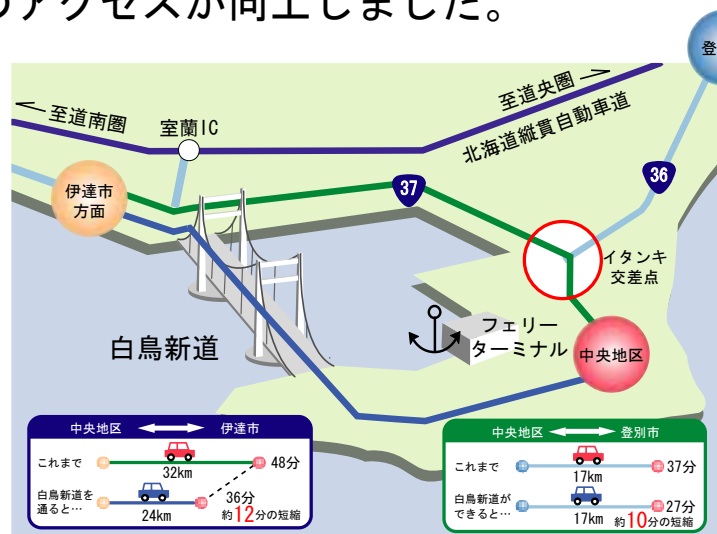 のアクセスが向上しました。
登
至道南圏
室蘭IC
至道央圏
北海道縦貫自動車道
伊達市
方面
37
36
イタンキ
交差点
白鳥新道
フェリー
ターミナル
中央地区
中央地区 伊達市
これまで
32km
48分
白鳥新道を
通ると…
24km
36分
約12分の短縮
中央地区 登別市
これまで
17km
37分
白鳥新道が
できると…
17km
27分
約10分の短縮